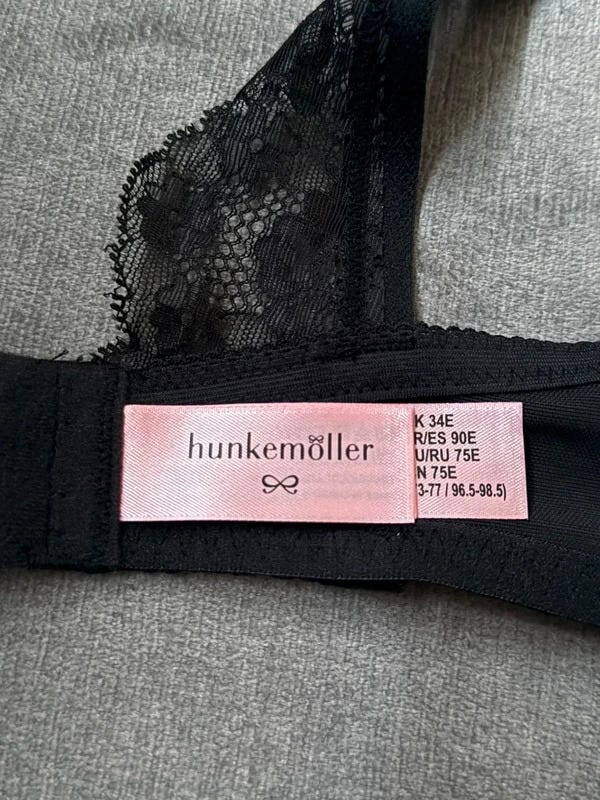 hunkemöller
K 34E
R/ES 90E
U/RU 75E
N 75E
3-77 / 96.5-98.5)